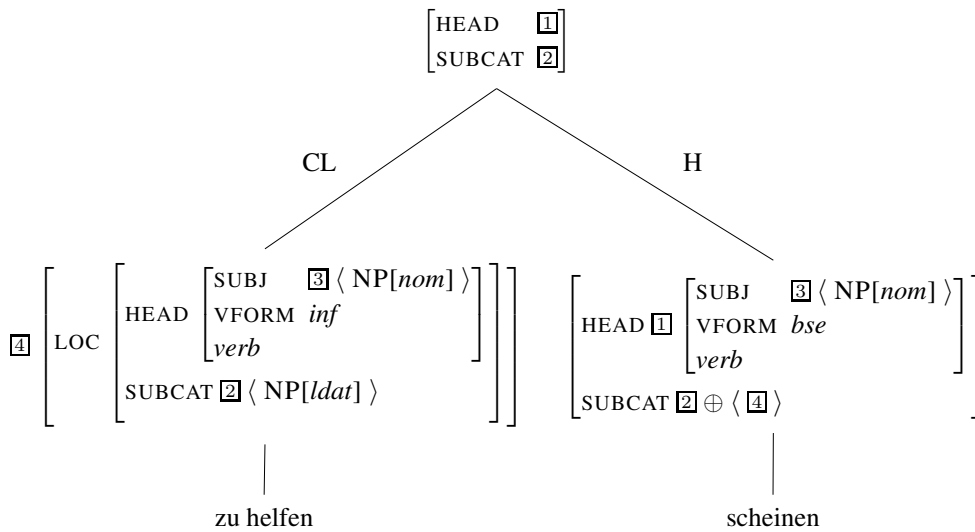 HEAD 1
SUBCAT 2
CL H
4 [LOC [HEAD [SUBJ 3 ⟨ NP[nom] ⟩
VFORM inf
verb]
SUBCAT 2 ⟨ NP[ldat] ⟩]]
[HEAD 1 [SUBJ 3 ⟨ NP[nom] ⟩
VFORM bse
verb]
SUBCAT 2 ⊕ ⟨ 4 ⟩]
zu helfen
scheinen